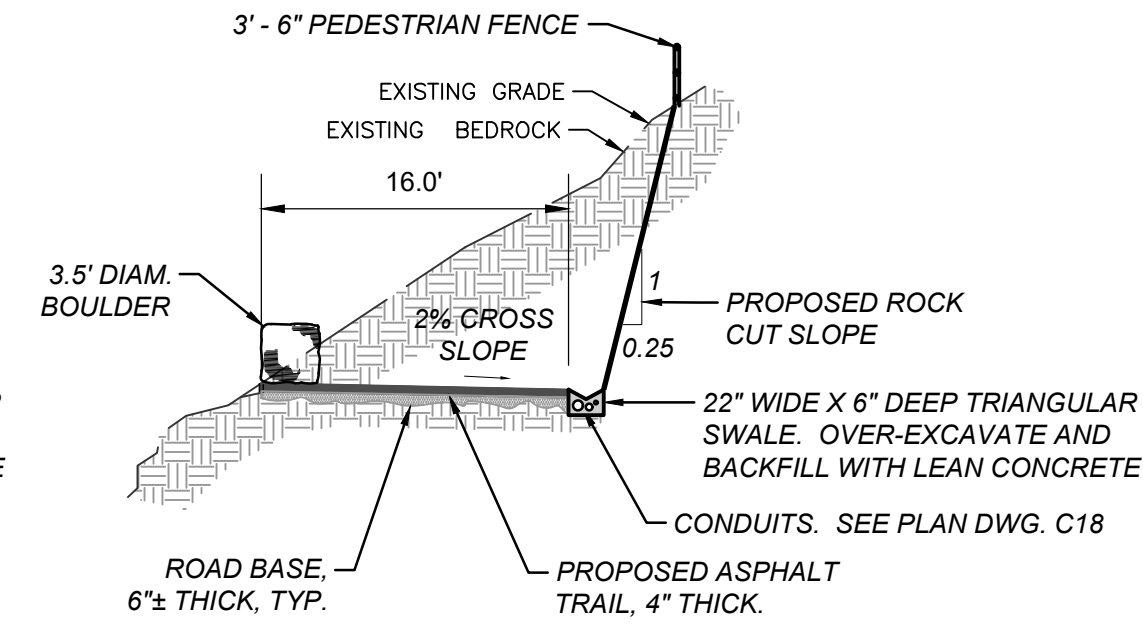 3' - 6" PEDESTRIAN FENCE
EXISTING GRADE
EXISTING BEDROCK
16.0'
3.5' DIAM.
BOULDER
2% CROSS
SLOPE
1
0.25
PROPOSED ROCK
CUT SLOPE
22" WIDE X 6" DEEP TRIANGULAR
SWALE. OVER-EXCAVATE AND
BACKFILL WITH LEAN CONCRETE
CONDUITS. SEE PLAN DWG. C18
ROAD BASE,
6"± THICK, TYP.
PROPOSED ASPHALT
TRAIL, 4" THICK.